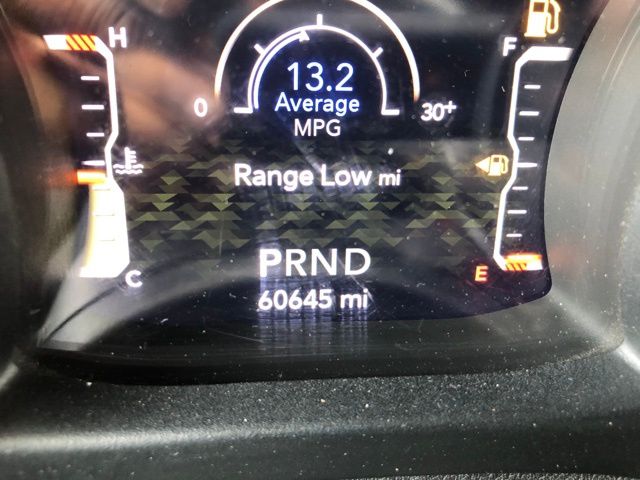 H F
13.2
0 Average 30+
MPG
Range Low mi
PRND
C E
60645 mi